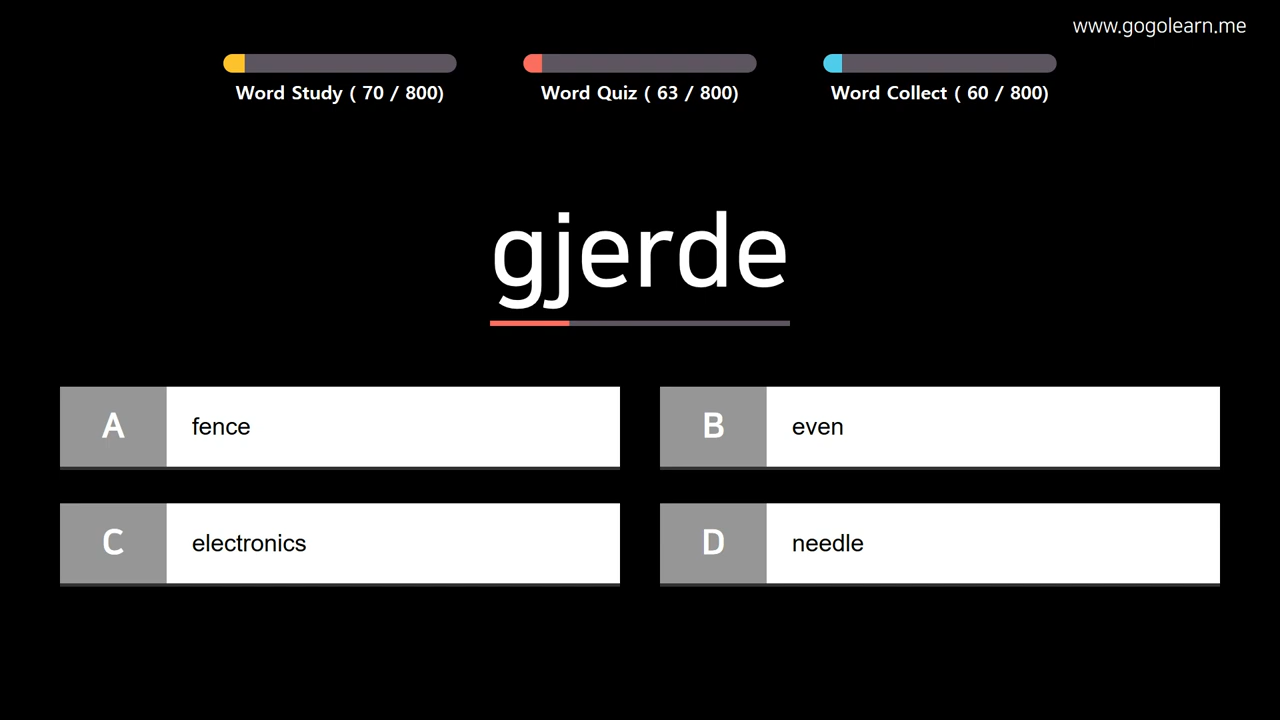 www.gogolearn.me
Word Study ( 70 / 800)
Word Quiz ( 63 / 800)
Word Collect ( 60 / 800)
gjerde
A fence
B even
C electronics
D needle